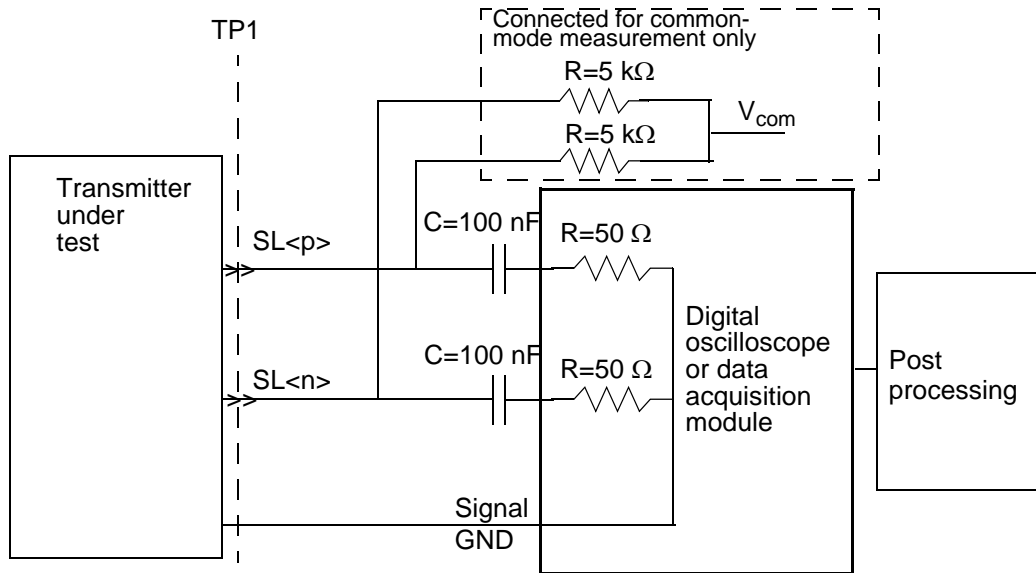 TP1
Connected for common-
mode measurement only
R=5 kΩ
R=5 kΩ
Vcom
Transmitter
under
test
SL<p>
C=100 nF
R=50 Ω
SL<n>
C=100 nF
R=50 Ω
Digital
oscilloscope
or data
acquisition
module
Post
processing
Signal
GND